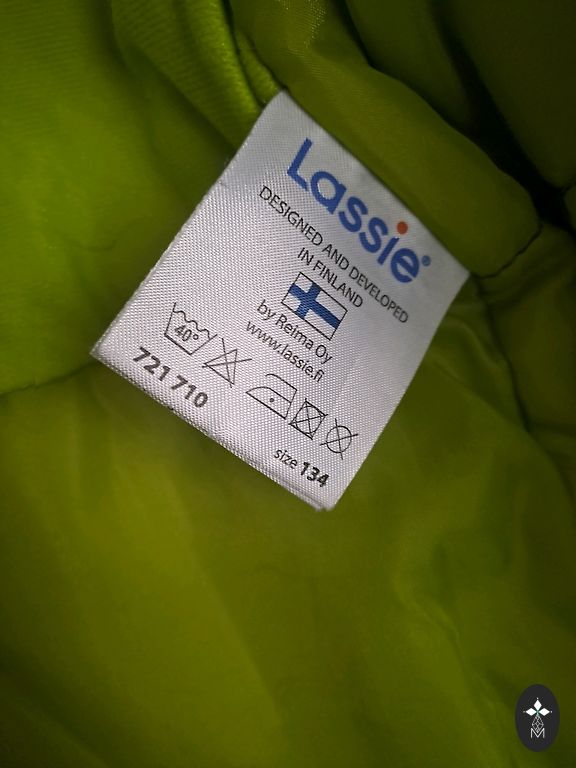 Lassie®
DESIGNED AND DEVELOPED
IN FINLAND
by Reima Oy
www.lassie.fi
40°
721 710
size 134
M